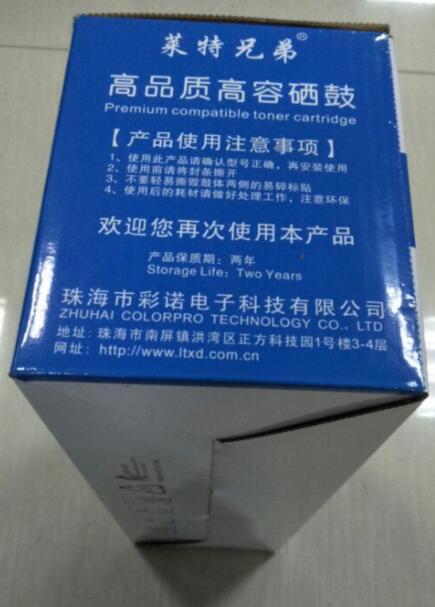 莱特兄弟®
高品质高容硒鼓
Premium compatible toner cartridge
【产品使用注意事项】
1、使用此产品请确认型号正确，再安装使用
2、使用前请将封条撕开
3、不要轻易撕毁鼓体两侧的易碎标贴
4、使用后的耗材请做好处理工作，注意环保
欢迎您再次使用本产品
产品保质期：两年
Storage Life：Two Years
珠海市彩诺电子科技有限公司
ZHUHAI COLORPRO TECHNOLOGY CO., LTD
地址：珠海市南屏镇洪湾区正方科技园1号楼3-4层
网址：http://www.ltxd.com.cn